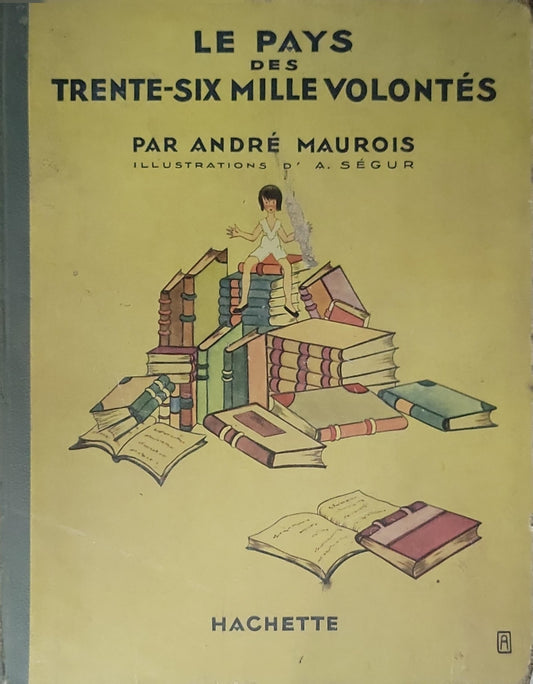 LE PAYS
DES
TRENTE-SIX MILLE VOLONTÉS
PAR ANDRÉ MAUROIS
ILLUSTRATIONS D' A. SÉGUR
HACHETTE